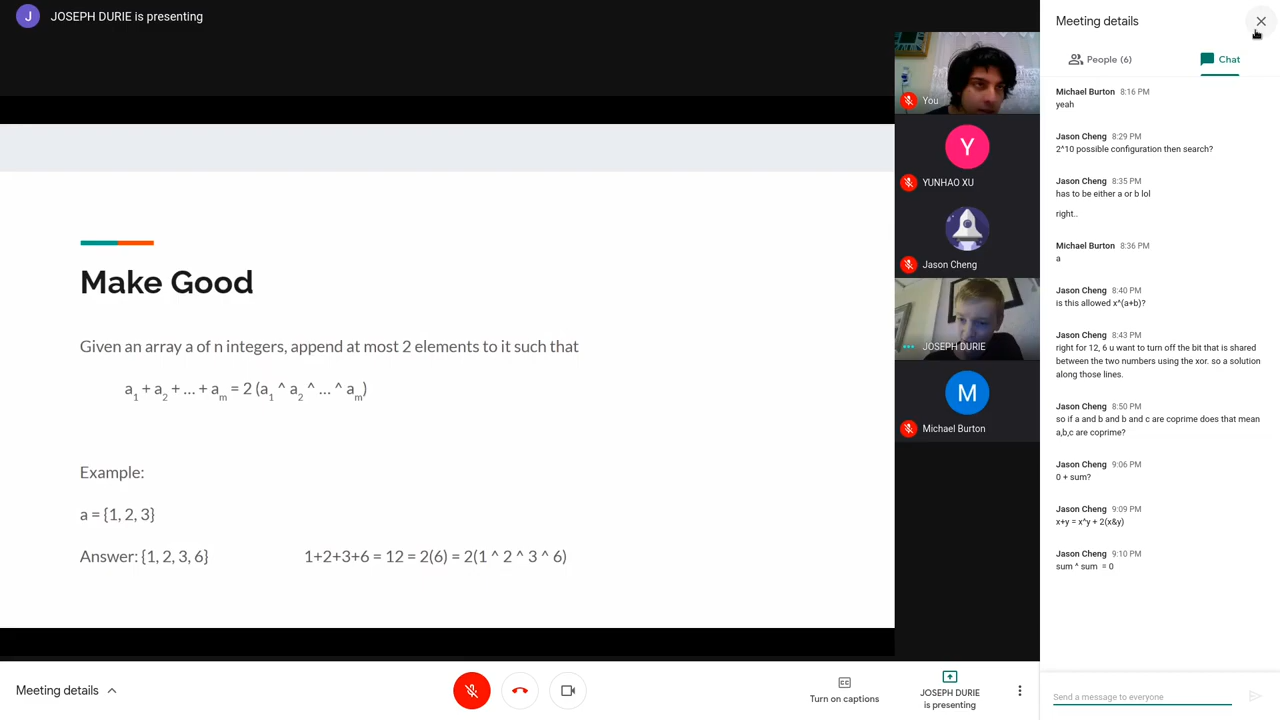 J JOSEPH DURIE is presenting
Make Good
Given an array a of n integers, append at most 2 elements to it such that
a1 + a2 + … + am = 2 (a1 ^ a2 ^ … ^ am)
Example:
a = {1, 2, 3}
Answer: {1, 2, 3, 6} 1+2+3+6 = 12 = 2(6) = 2(1 ^ 2 ^ 3 ^ 6)
You
Y
YUNHAO XU
Jason Cheng
JOSEPH DURIE
M
Michael Burton
Meeting details
People (6) Chat
Michael Burton 8:16 PM
yeah
Jason Cheng 8:29 PM
2^10 possible configuration then search?
Jason Cheng 8:35 PM
has to be either a or b lol
right..
Michael Burton 8:36 PM
a
Jason Cheng 8:40 PM
is this allowed x^(a+b)?
Jason Cheng 8:43 PM
right for 12, 6 u want to turn off the bit that is shared
between the two numbers using the xor. so a solution
along those lines.
Jason Cheng 8:50 PM
so if a and b and b and c are coprime does that mean
a,b,c are coprime?
Jason Cheng 9:06 PM
0 + sum?
Jason Cheng 9:09 PM
x+y = x^y + 2(x&y)
Jason Cheng 9:10 PM
sum ^ sum = 0
Send a message to everyone
Meeting details
CC
Turn on captions
JOSEPH DURIE
is presenting